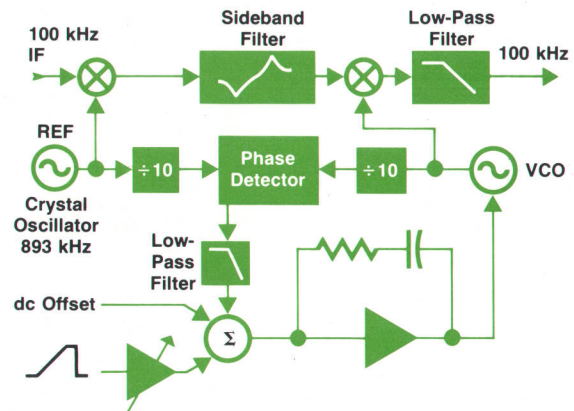 Sideband
Filter
Low-Pass
Filter
100 kHz
IF
100 kHz
REF
÷10
Phase
Detector
÷10
VCO
Crystal
Oscillator
893 kHz
Low-
Pass
Filter
dc Offset
Σ